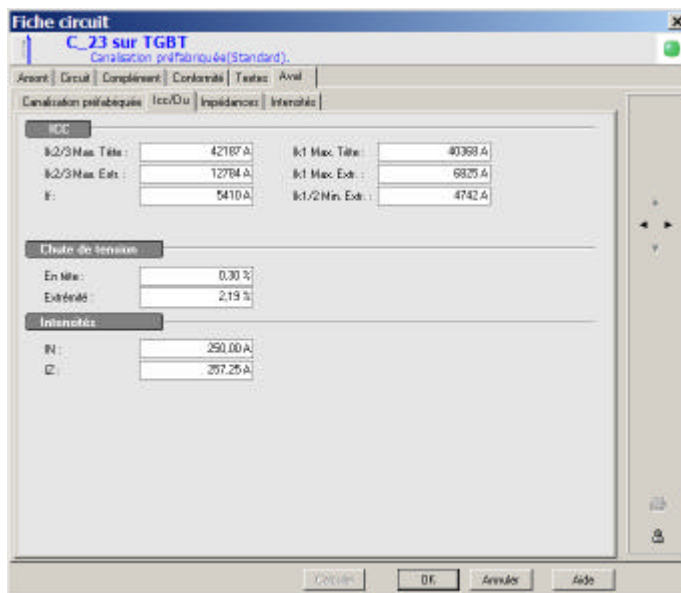 Fiche circuit
C_23 sur TGBT
Canalisation préfabriquée(Standard).
Amont Circuit Complément Conformité Textes Aval
Canalisation préfabriquée Icc/Du Impédances Intensités
ICC
Ik2/3 Max. Tête : 42187 A Ik1 Max. Tête : 40368 A
Ik2/3 Max. Extr. : 12784 A Ik1 Max. Extr. : 6825 A
If : 5410 A Ik1/2 Min. Extr. : 4742 A
Chute de tension
En tête : 0,30 %
Extrémité : 2,19 %
Intensités
IN : 250,00 A
IZ : 257,25 A
Calculer OK Annuler Aide